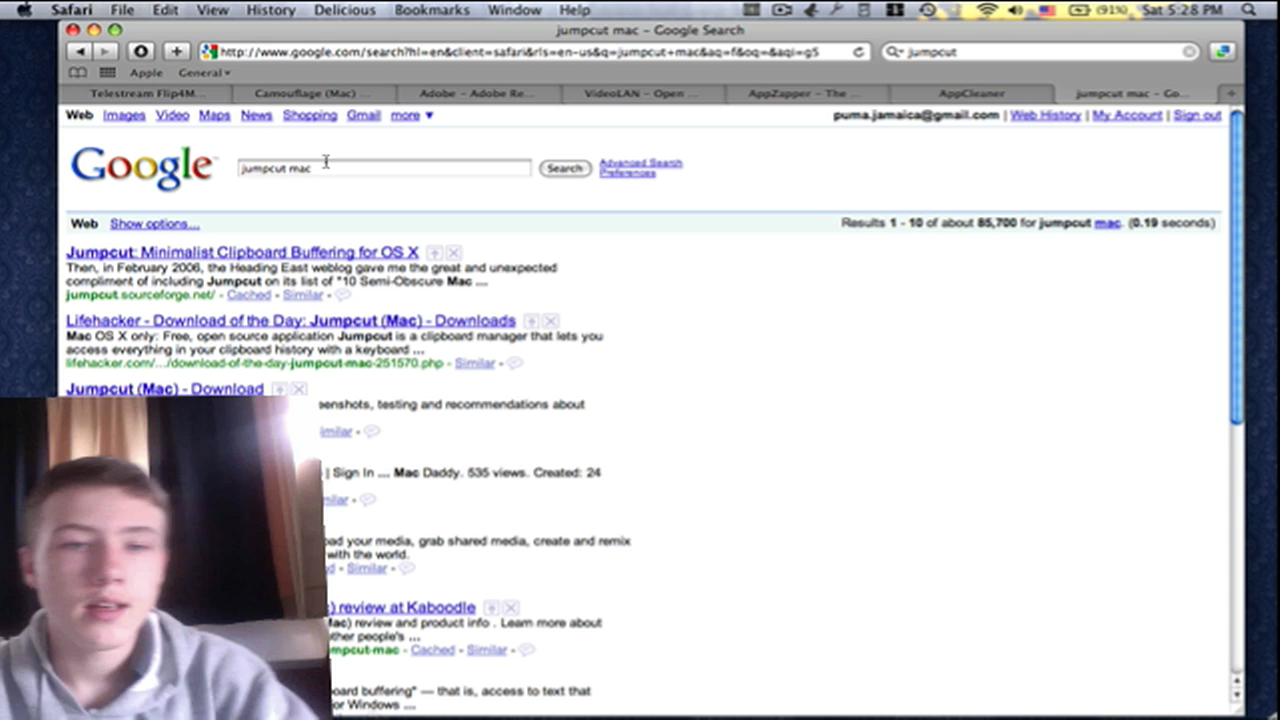 Safari File Edit View History Delicious Bookmarks Window Help (91%) Sat 5:28 PM
jumpcut mac – Google Search
http://www.google.com/search?hl=en&client=safari&rls=en-us&q=jumpcut+mac&aq=f&oq=&aqi=g5 jumpcut
Apple General
Telestream Flip4M... Camouflage (Mac) ... Adobe – Adobe Re... VideoLAN – Open ... AppZapper – The ... AppCleaner jumpcut mac – Go...
Web Images Video Maps News Shopping Gmail more ▼ puma.jamaica@gmail.com | Web History | My Account | Sign out
Google jumpcut mac Search Advanced Search
Preferences
Web Show options... Results 1 - 10 of about 85,700 for jumpcut mac. (0.19 seconds)
Jumpcut: Minimalist Clipboard Buffering for OS X
Then, in February 2006, the Heading East weblog gave me the great and unexpected
compliment of including Jumpcut on its list of "10 Semi-Obscure Mac ...
jumpcut.sourceforge.net/ - Cached - Similar -
Lifehacker - Download of the Day: Jumpcut (Mac) - Downloads
Mac OS X only: Free, open source application Jumpcut is a clipboard manager that lets you
access everything in your clipboard history with a keyboard ...
lifehacker.com/.../download-of-the-day-jumpcut-mac-251570.php - Similar -
Jumpcut (Mac) - Download
eenshots, testing and recommendations about
imilar -
| Sign In ... Mac Daddy. 535 views. Created: 24
milar -
oad your media, grab shared media, create and remix
with the world.
d - Similar -
) review at Kaboodle
Mac) review and product info . Learn more about
other people's ...
mpcut-mac - Cached - Similar -
board buffering" — that is, access to text that
or Windows ...